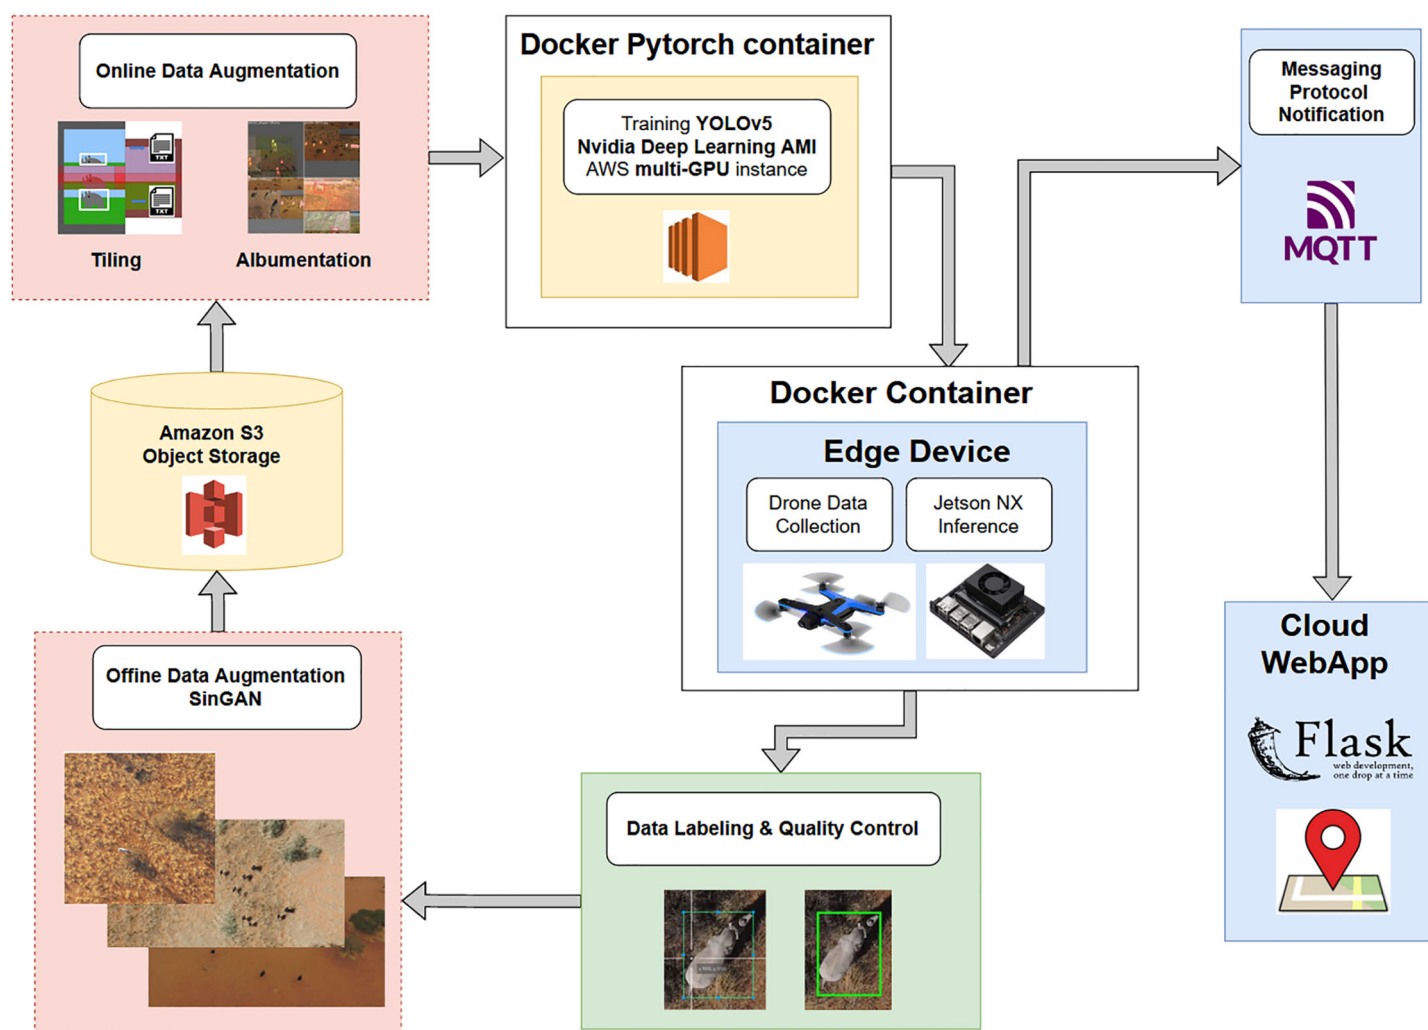 Online Data Augmentation
TXT
TXT
Tiling
Albumentation
Docker Pytorch container
Training YOLOv5
Nvidia Deep Learning AMI
AWS multi-GPU instance
Messaging
Protocol
Notification
MQTT
Amazon S3
Object Storage
Docker Container
Edge Device
Drone Data
Collection
Jetson NX
Inference
Cloud
WebApp
Flask
web development,
one drop at a time
Offine Data Augmentation
SinGAN
Data Labeling & Quality Control